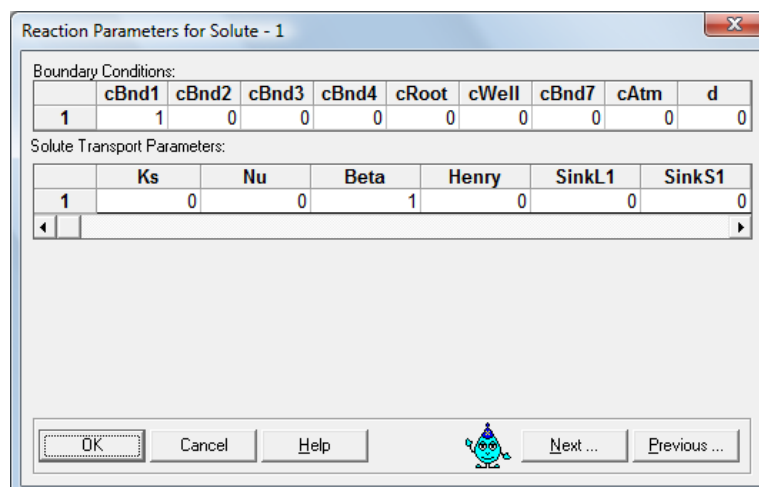 Reaction Parameters for Solute - 1
Boundary Conditions:
cBnd1 cBnd2 cBnd3 cBnd4 cRoot cWell cBnd7 cAtm d
1 1 0 0 0 0 0 0 0 0
Solute Transport Parameters:
Ks Nu Beta Henry SinkL1 SinkS1
1 0 0 1 0 0 0
OK Cancel Help Next ... Previous ...